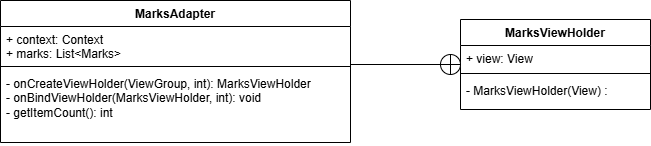 MarksAdapter
+ context: Context
+ marks: List<Marks>
- onCreateViewHolder(ViewGroup, int): MarksViewHolder
- onBindViewHolder(MarksViewHolder, int): void
- getItemCount(): int
MarksViewHolder
+ view: View
- MarksViewHolder(View) :